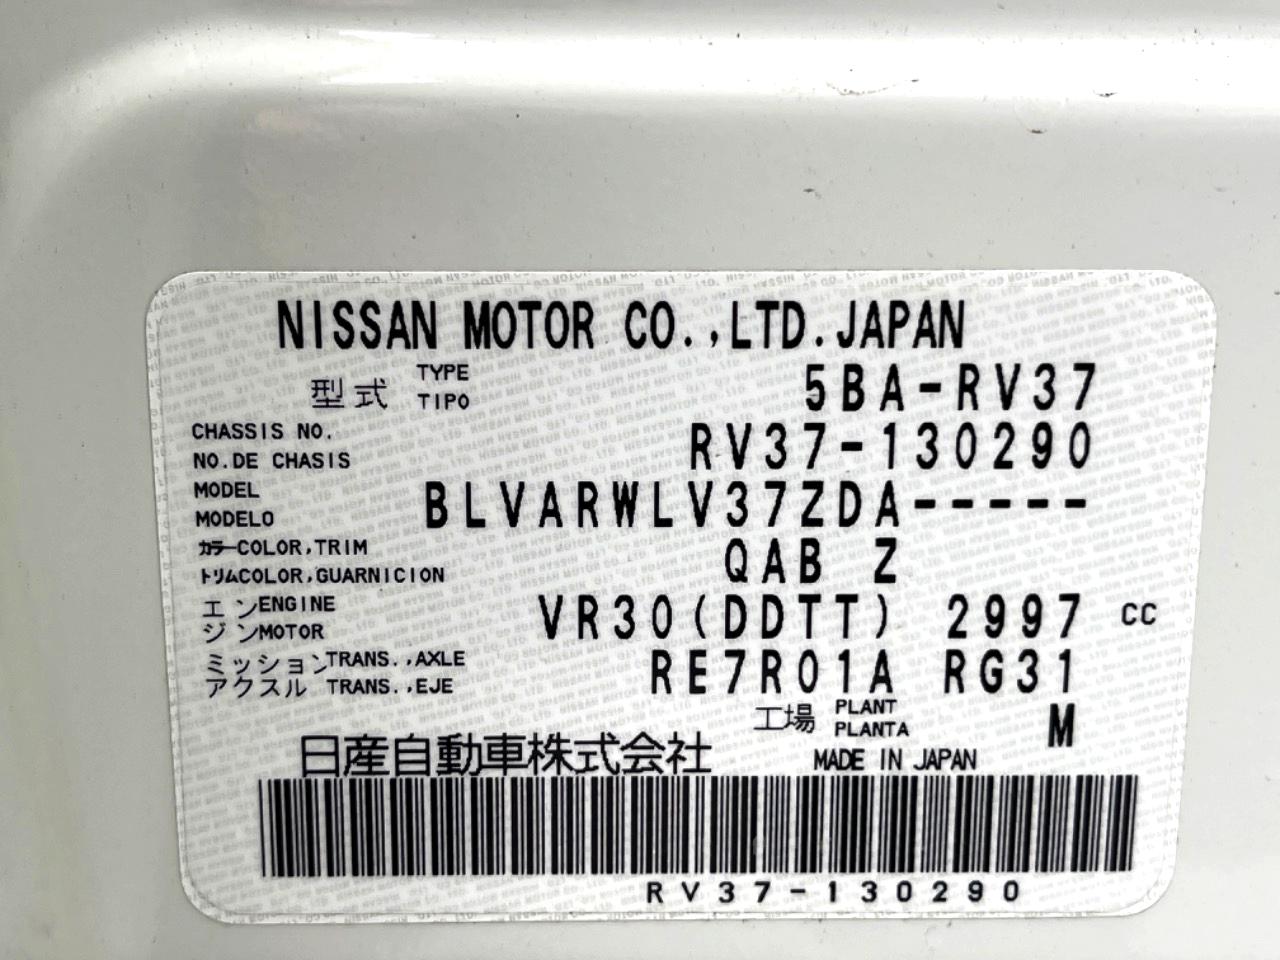 NISSAN MOTOR CO.,LTD.JAPAN
型式 TYPE TIPO 5BA-RV37
CHASSIS NO.
NO.DE CHASIS RV37-130290
MODEL
MODELO BLVARWLV37ZDA-----
カラーCOLOR,TRIM
トリムCOLOR,GUARNICION QAB Z
エンENGINE
ジンMOTOR VR30(DDTT) 2997 CC
ミッションTRANS.,AXLE
アクスル TRANS.,EJE RE7R01A RG31
工場 PLANT PLANTA M
日産自動車株式会社 MADE IN JAPAN
RV37-130290